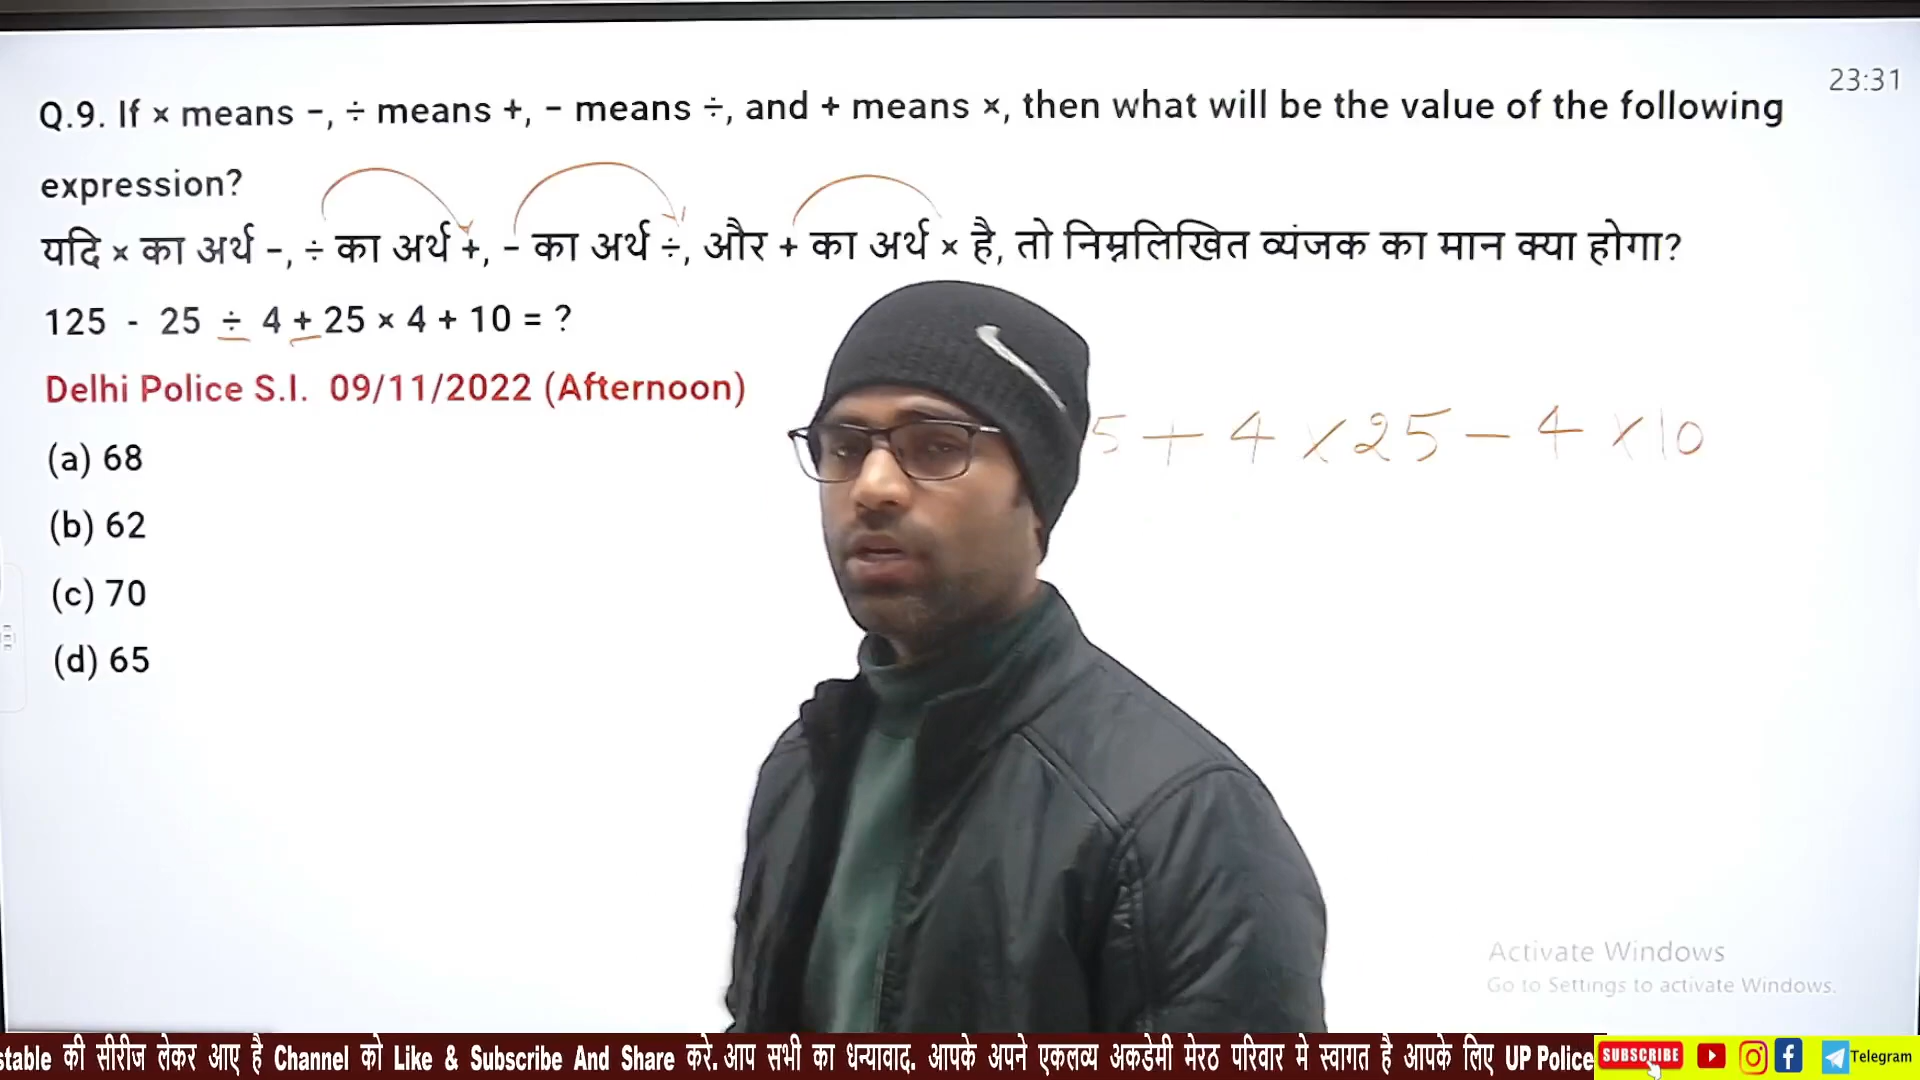 23:31
Q.9. If × means −, ÷ means +, − means ÷, and + means ×, then what will be the value of the following
expression?
यदि × का अर्थ −, ÷ का अर्थ +, − का अर्थ ÷, और + का अर्थ × है, तो निम्नलिखित व्यंजक का मान क्या होगा?
125 - 25 ÷ 4 + 25 × 4 + 10 = ?
Delhi Police S.I. 09/11/2022 (Afternoon)
5 + 4 × 25 − 4 × 10
(a) 68
(b) 62
(c) 70
(d) 65
Activate Windows
Go to Settings to activate Windows.
stable की सीरीज लेकर आए है Channel को Like & Subscribe And Share करे. आप सभी का धन्यावाद. आपके अपने एकलव्य अकडेमी मेरठ परिवार मे स्वागत है आपके लिए UP Police
SUBSCRIBE
Telegram